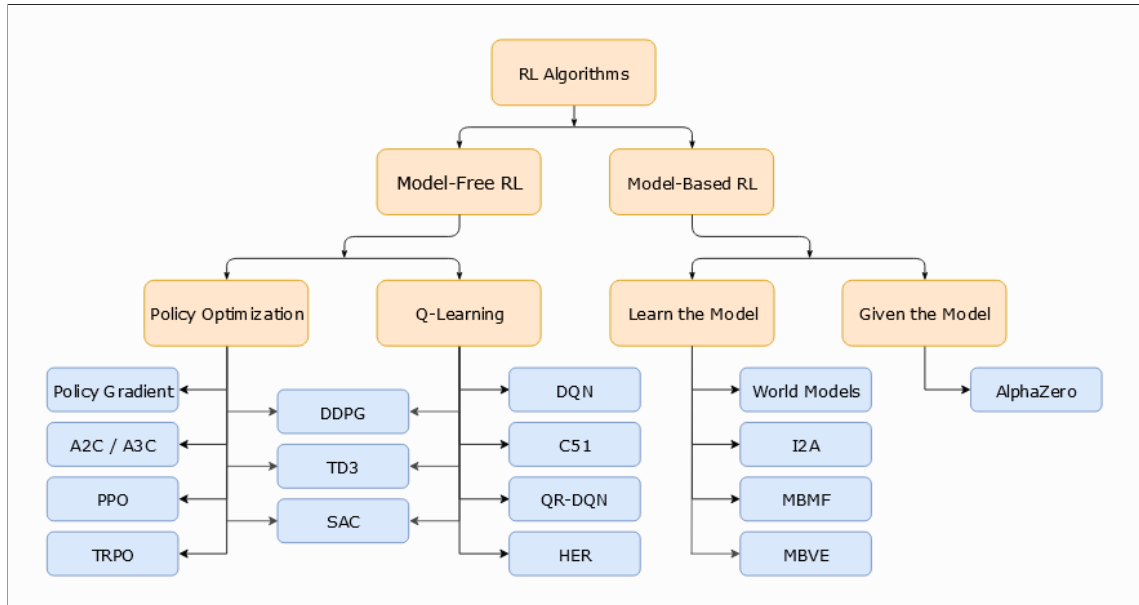 RL Algorithms
Model-Free RL
Model-Based RL
Policy Optimization
Q-Learning
Learn the Model
Given the Model
Policy Gradient
A2C / A3C
PPO
TRPO
DDPG
TD3
SAC
DQN
C51
QR-DQN
HER
World Models
I2A
MBMF
MBVE
AlphaZero